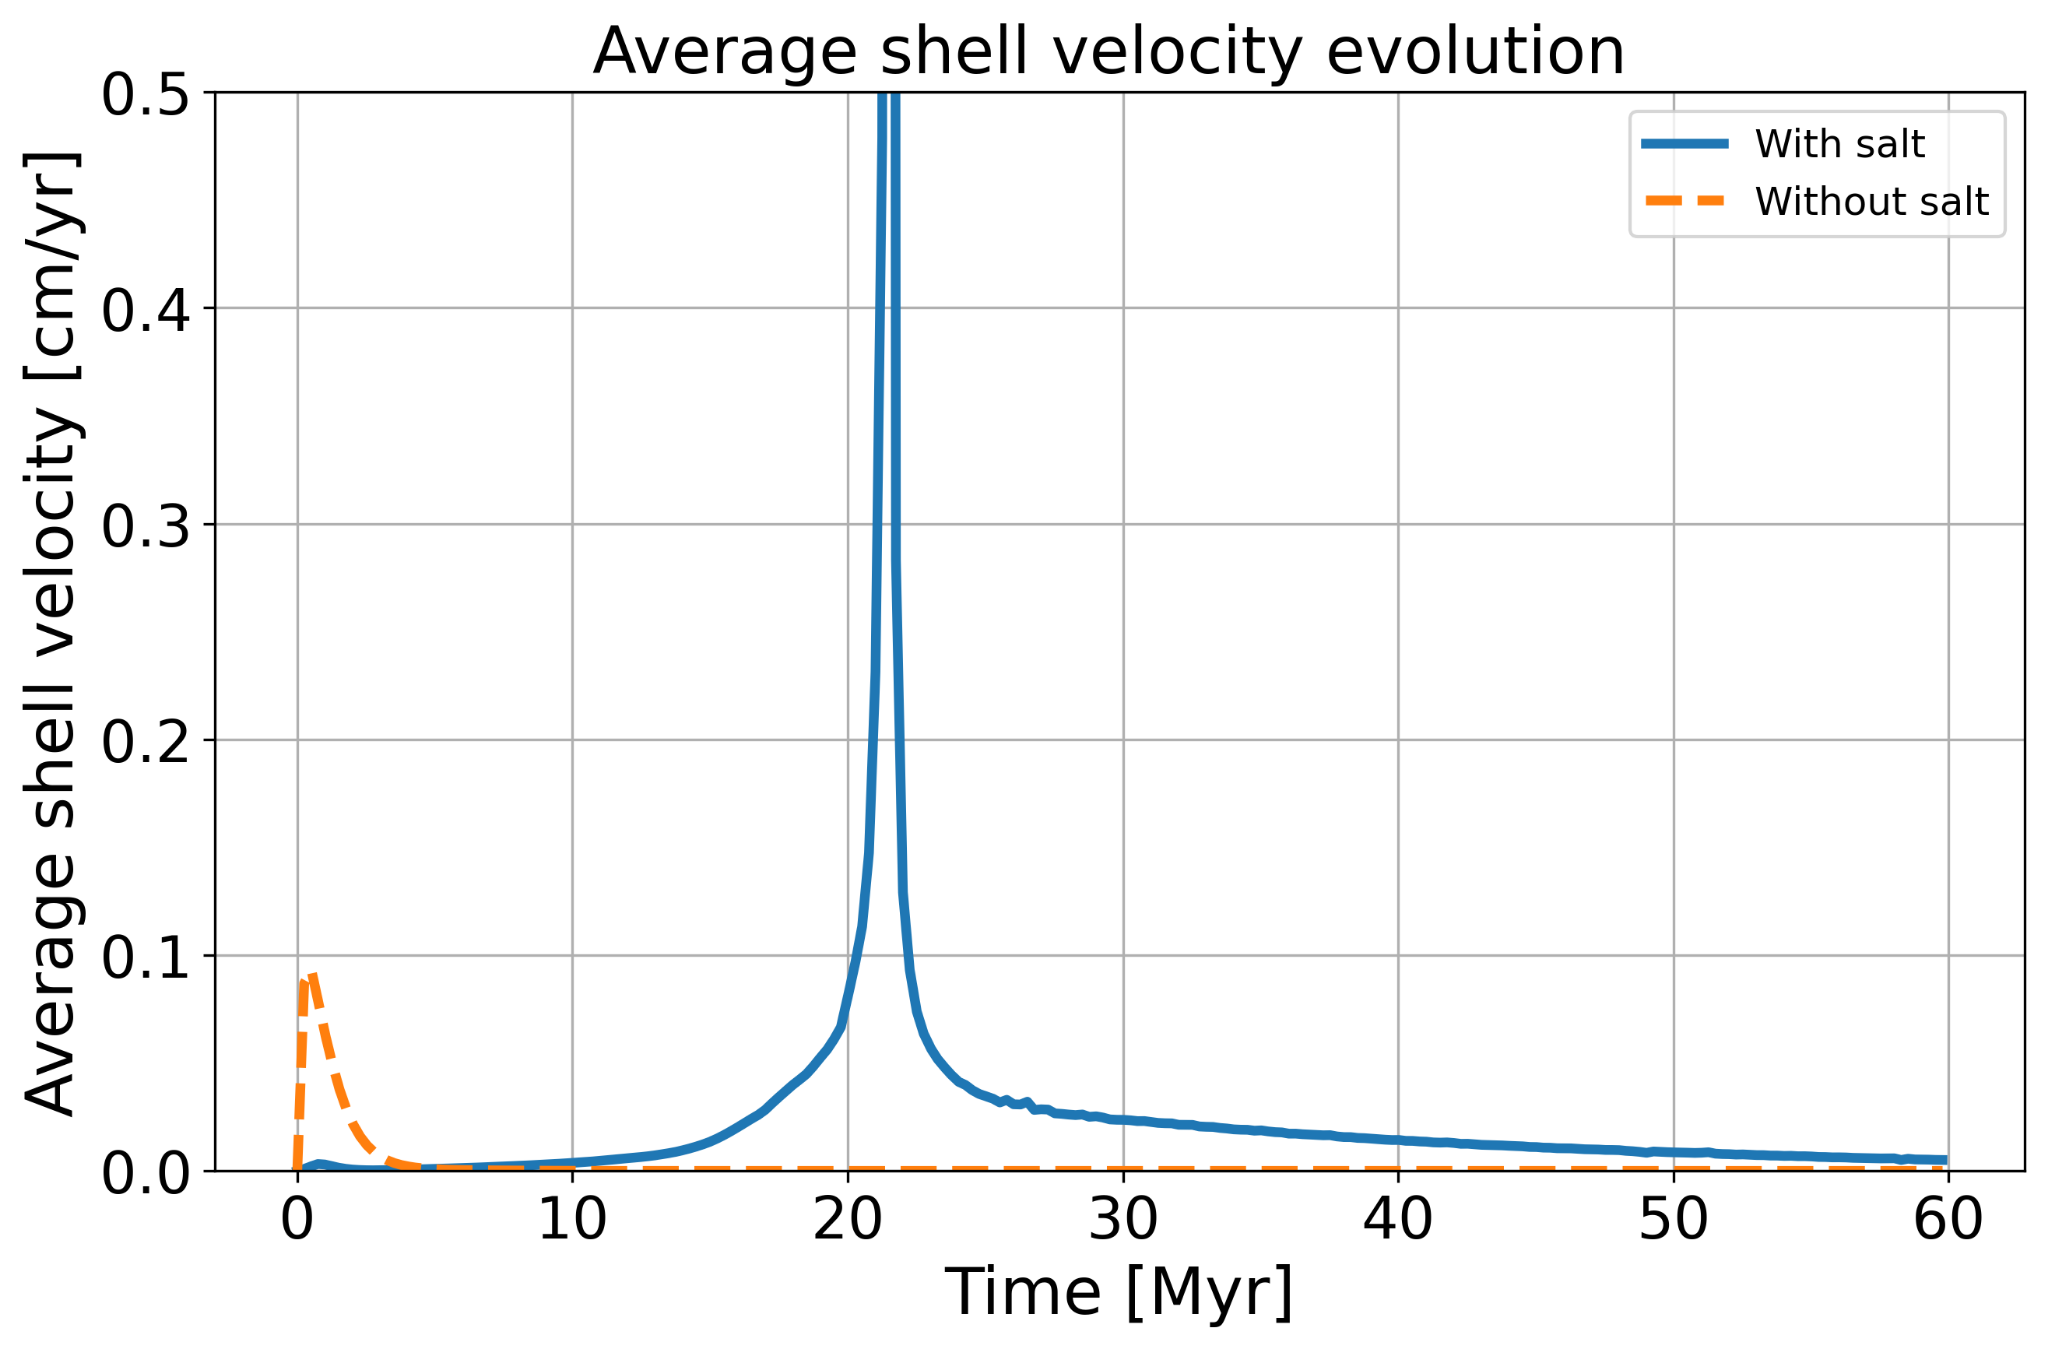 Average shell velocity evolution
Average shell velocity [cm/yr]
0.5
0.4
0.3
0.2
0.1
0.0
With salt
Without salt
0 10 20 30 40 50 60
Time [Myr]